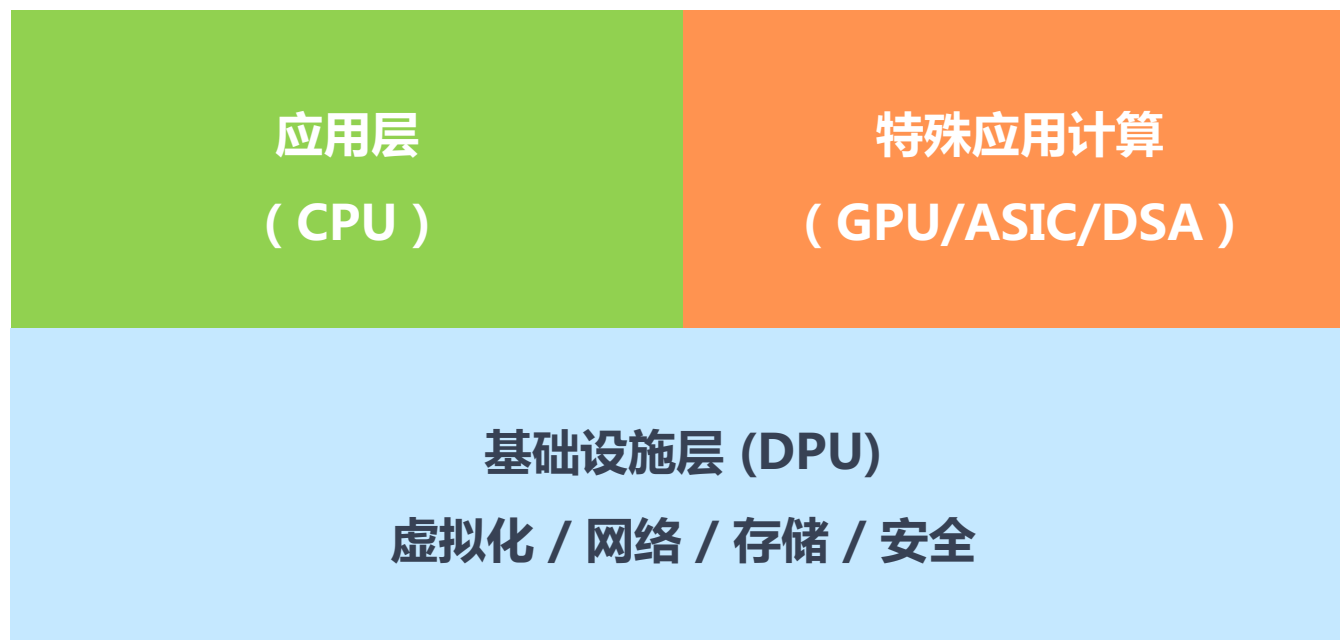 应用层
（CPU）
特殊应用计算
（GPU/ASIC/DSA）
基础设施层 (DPU)
虚拟化 / 网络 / 存储 / 安全